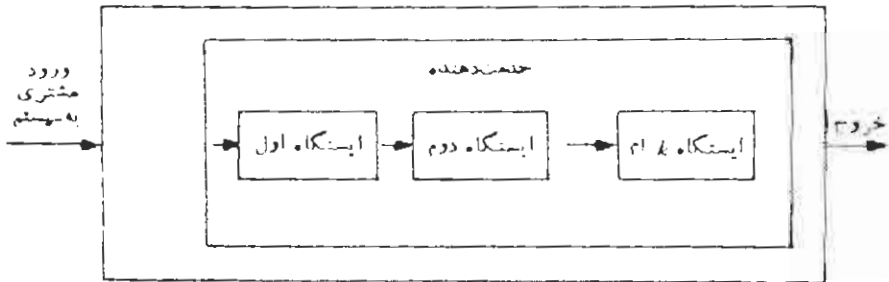 ورود
مشتری
به سیستم
خدمت‌دهنده
ایستگاه اول
ایستگاه دوم
ایستگاه k ام
خروج